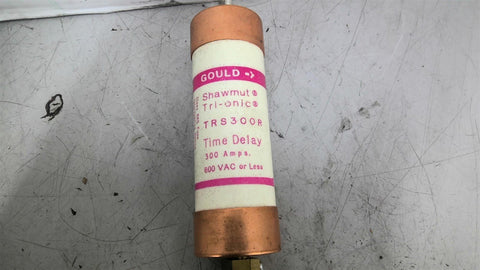 GOULD
Shawmut®
Tri-onic®
TRS300R
Time Delay
300 Amps.
600 VAC or Less